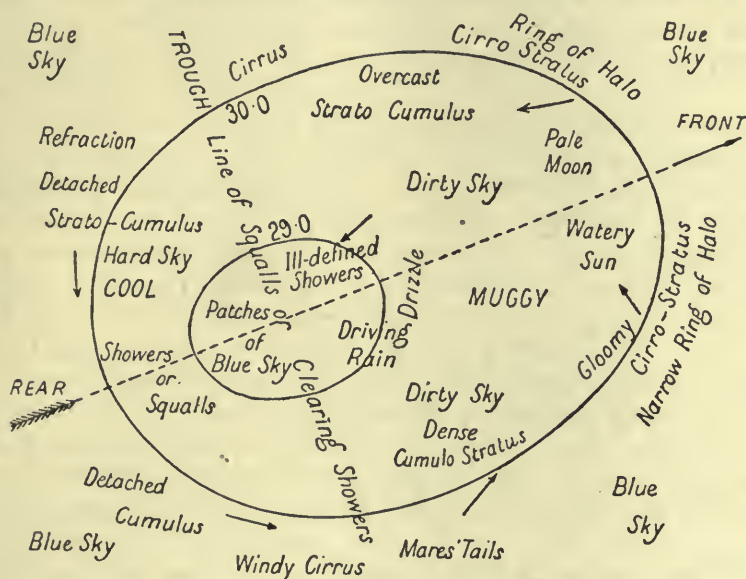 Blue
Sky
TROUGH
Cirrus
Ring of Halo
Cirro Stratus
Blue
Sky
Overcast
30·0
Strato Cumulus
FRONT
Refraction
Line of Squalls or Clearing Showers
Pale
Moon
Detached
Strato-Cumulus
Hard Sky
COOL
Dirty Sky
29·0
Ill-defined
Showers
Watery
Sun
Drizzle
MUGGY
Patches
of
Blue Sky
Driving
Rain
Gloomy
Cirro-Stratus
Narrow Ring of Halo
Showers
or
Squalls
REAR
Dirty Sky
Dense
Cumulo Stratus
Detached
Cumulus
Blue Sky
Windy Cirrus
Mares' Tails
Blue
Sky